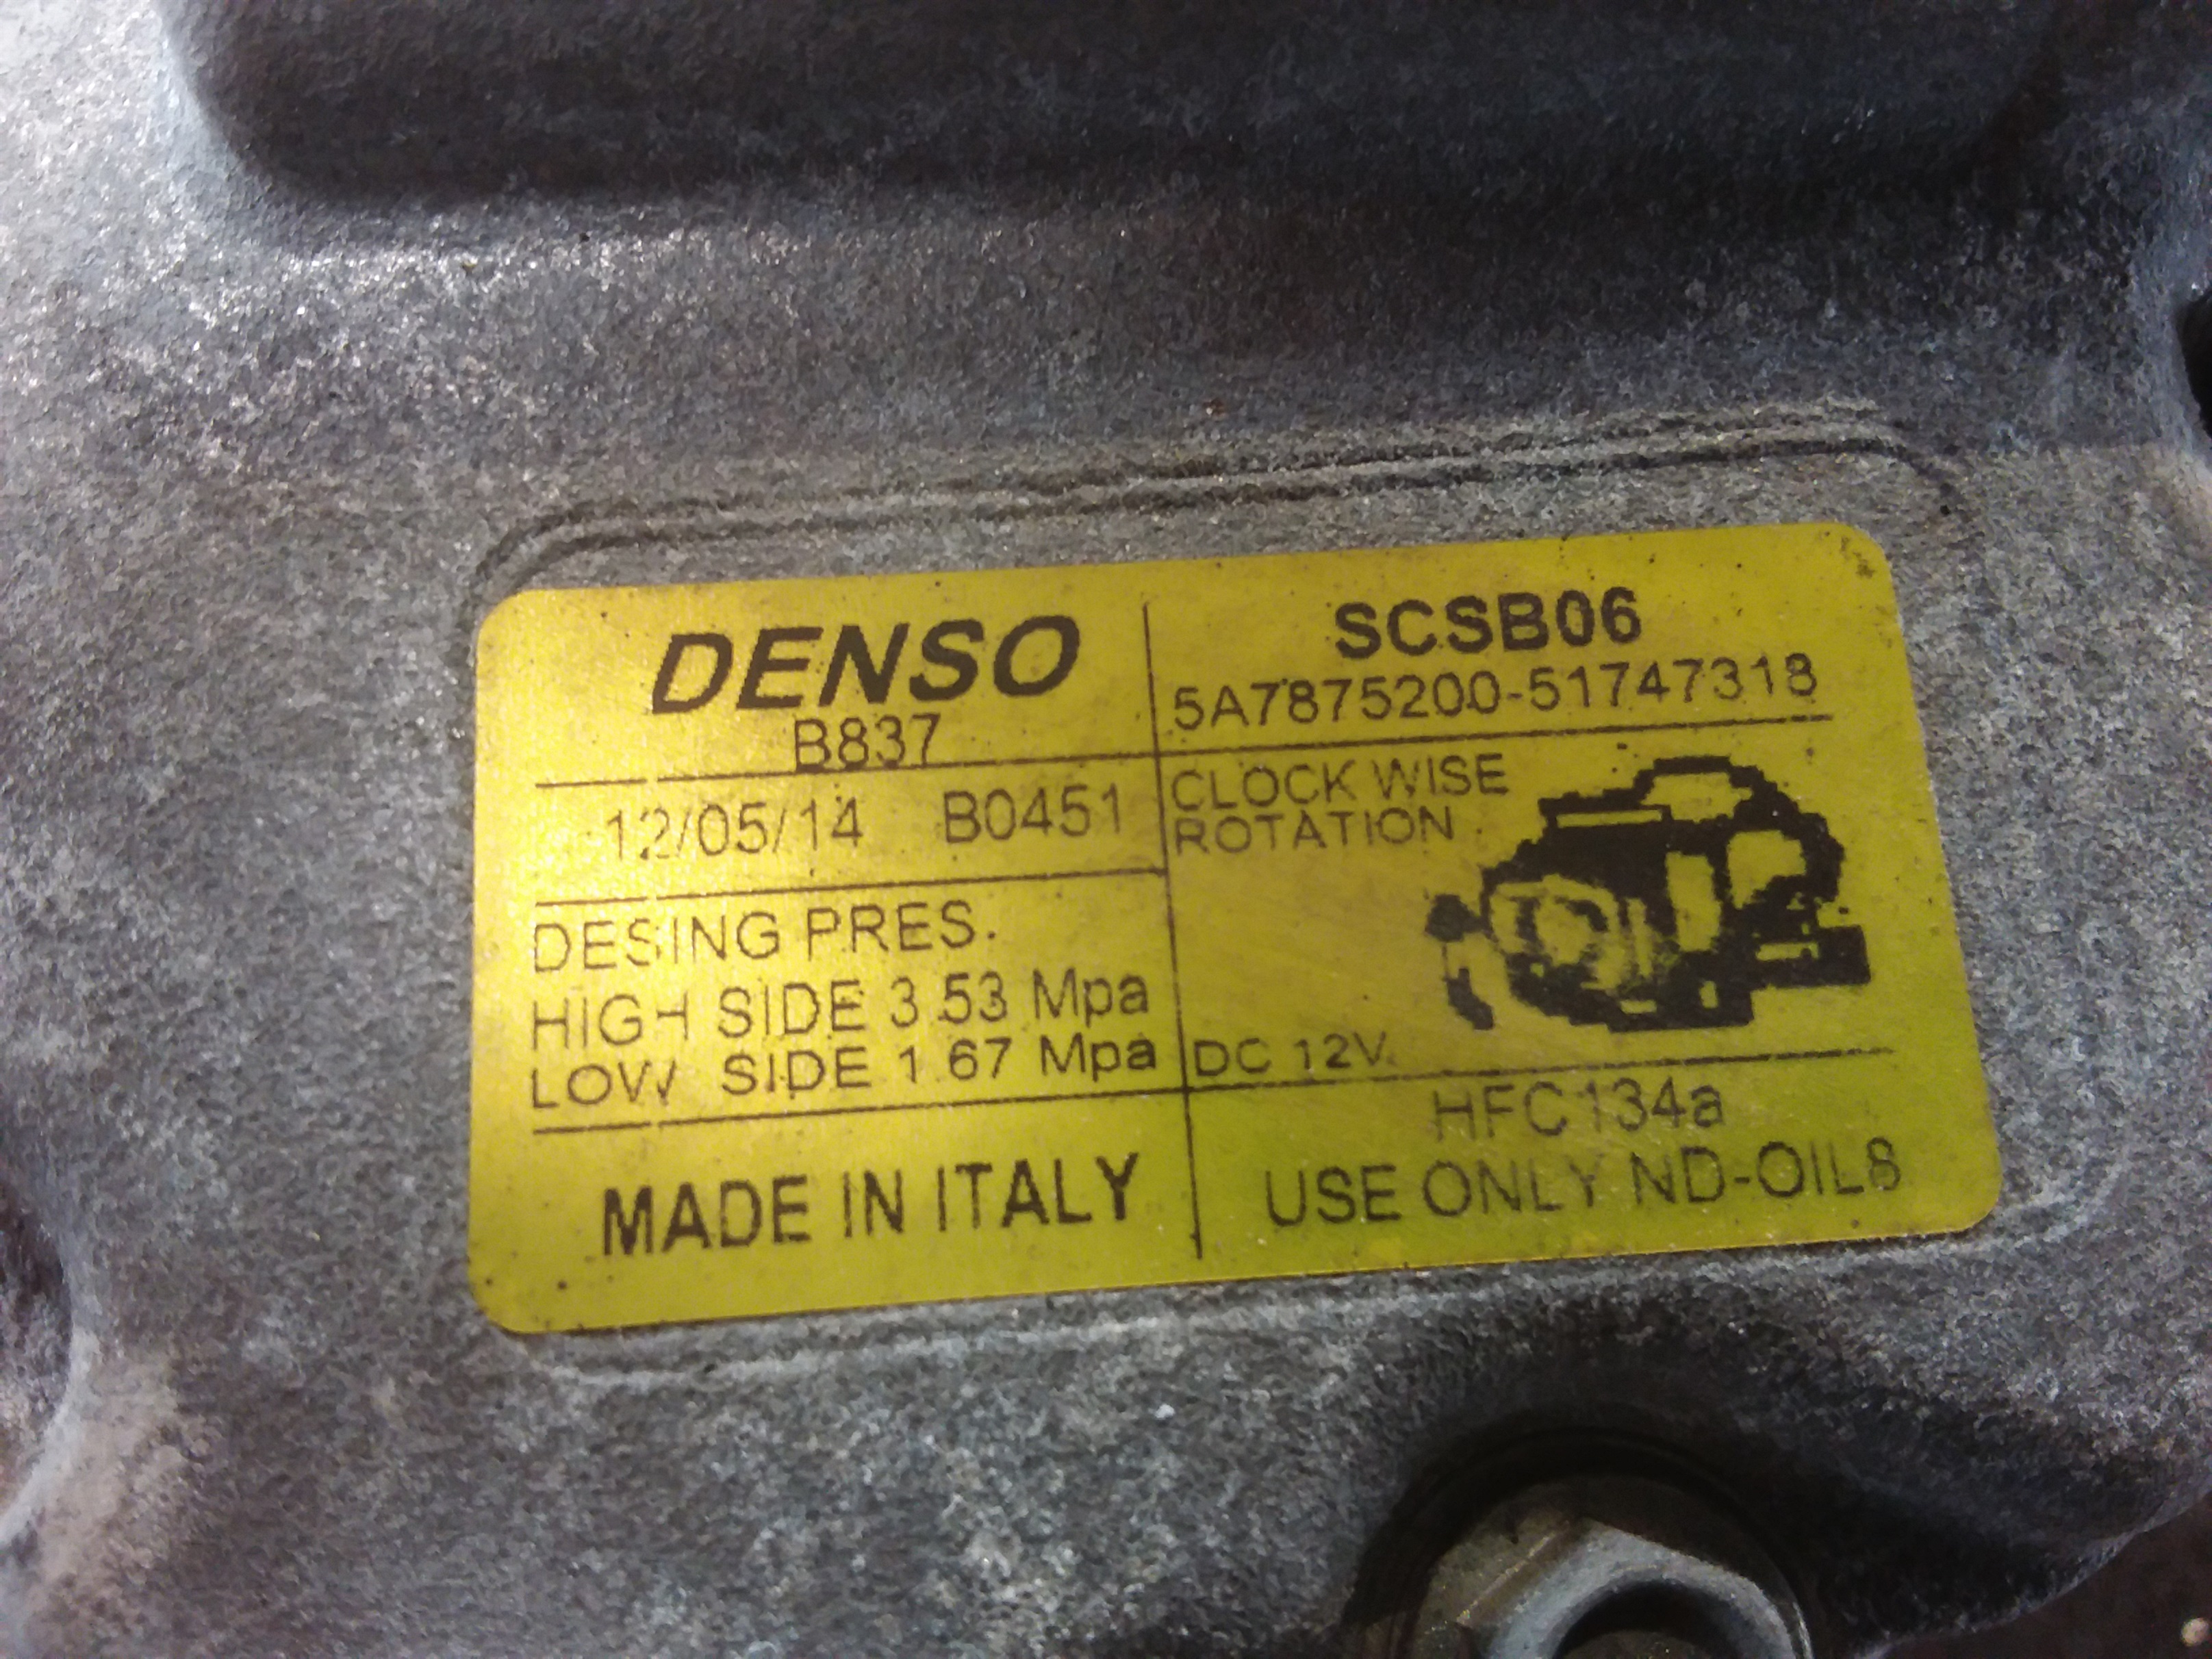 DENSO
B837
12/05/14 B0451
DESING PRES.
HIGH SIDE 3.53 Mpa
LOW SIDE 1.67 Mpa
MADE IN ITALY
SCSB06
5A7875200-51747318
CLOCK WISE
ROTATION
DC 12V
HFC134a
USE ONLY ND-OIL8